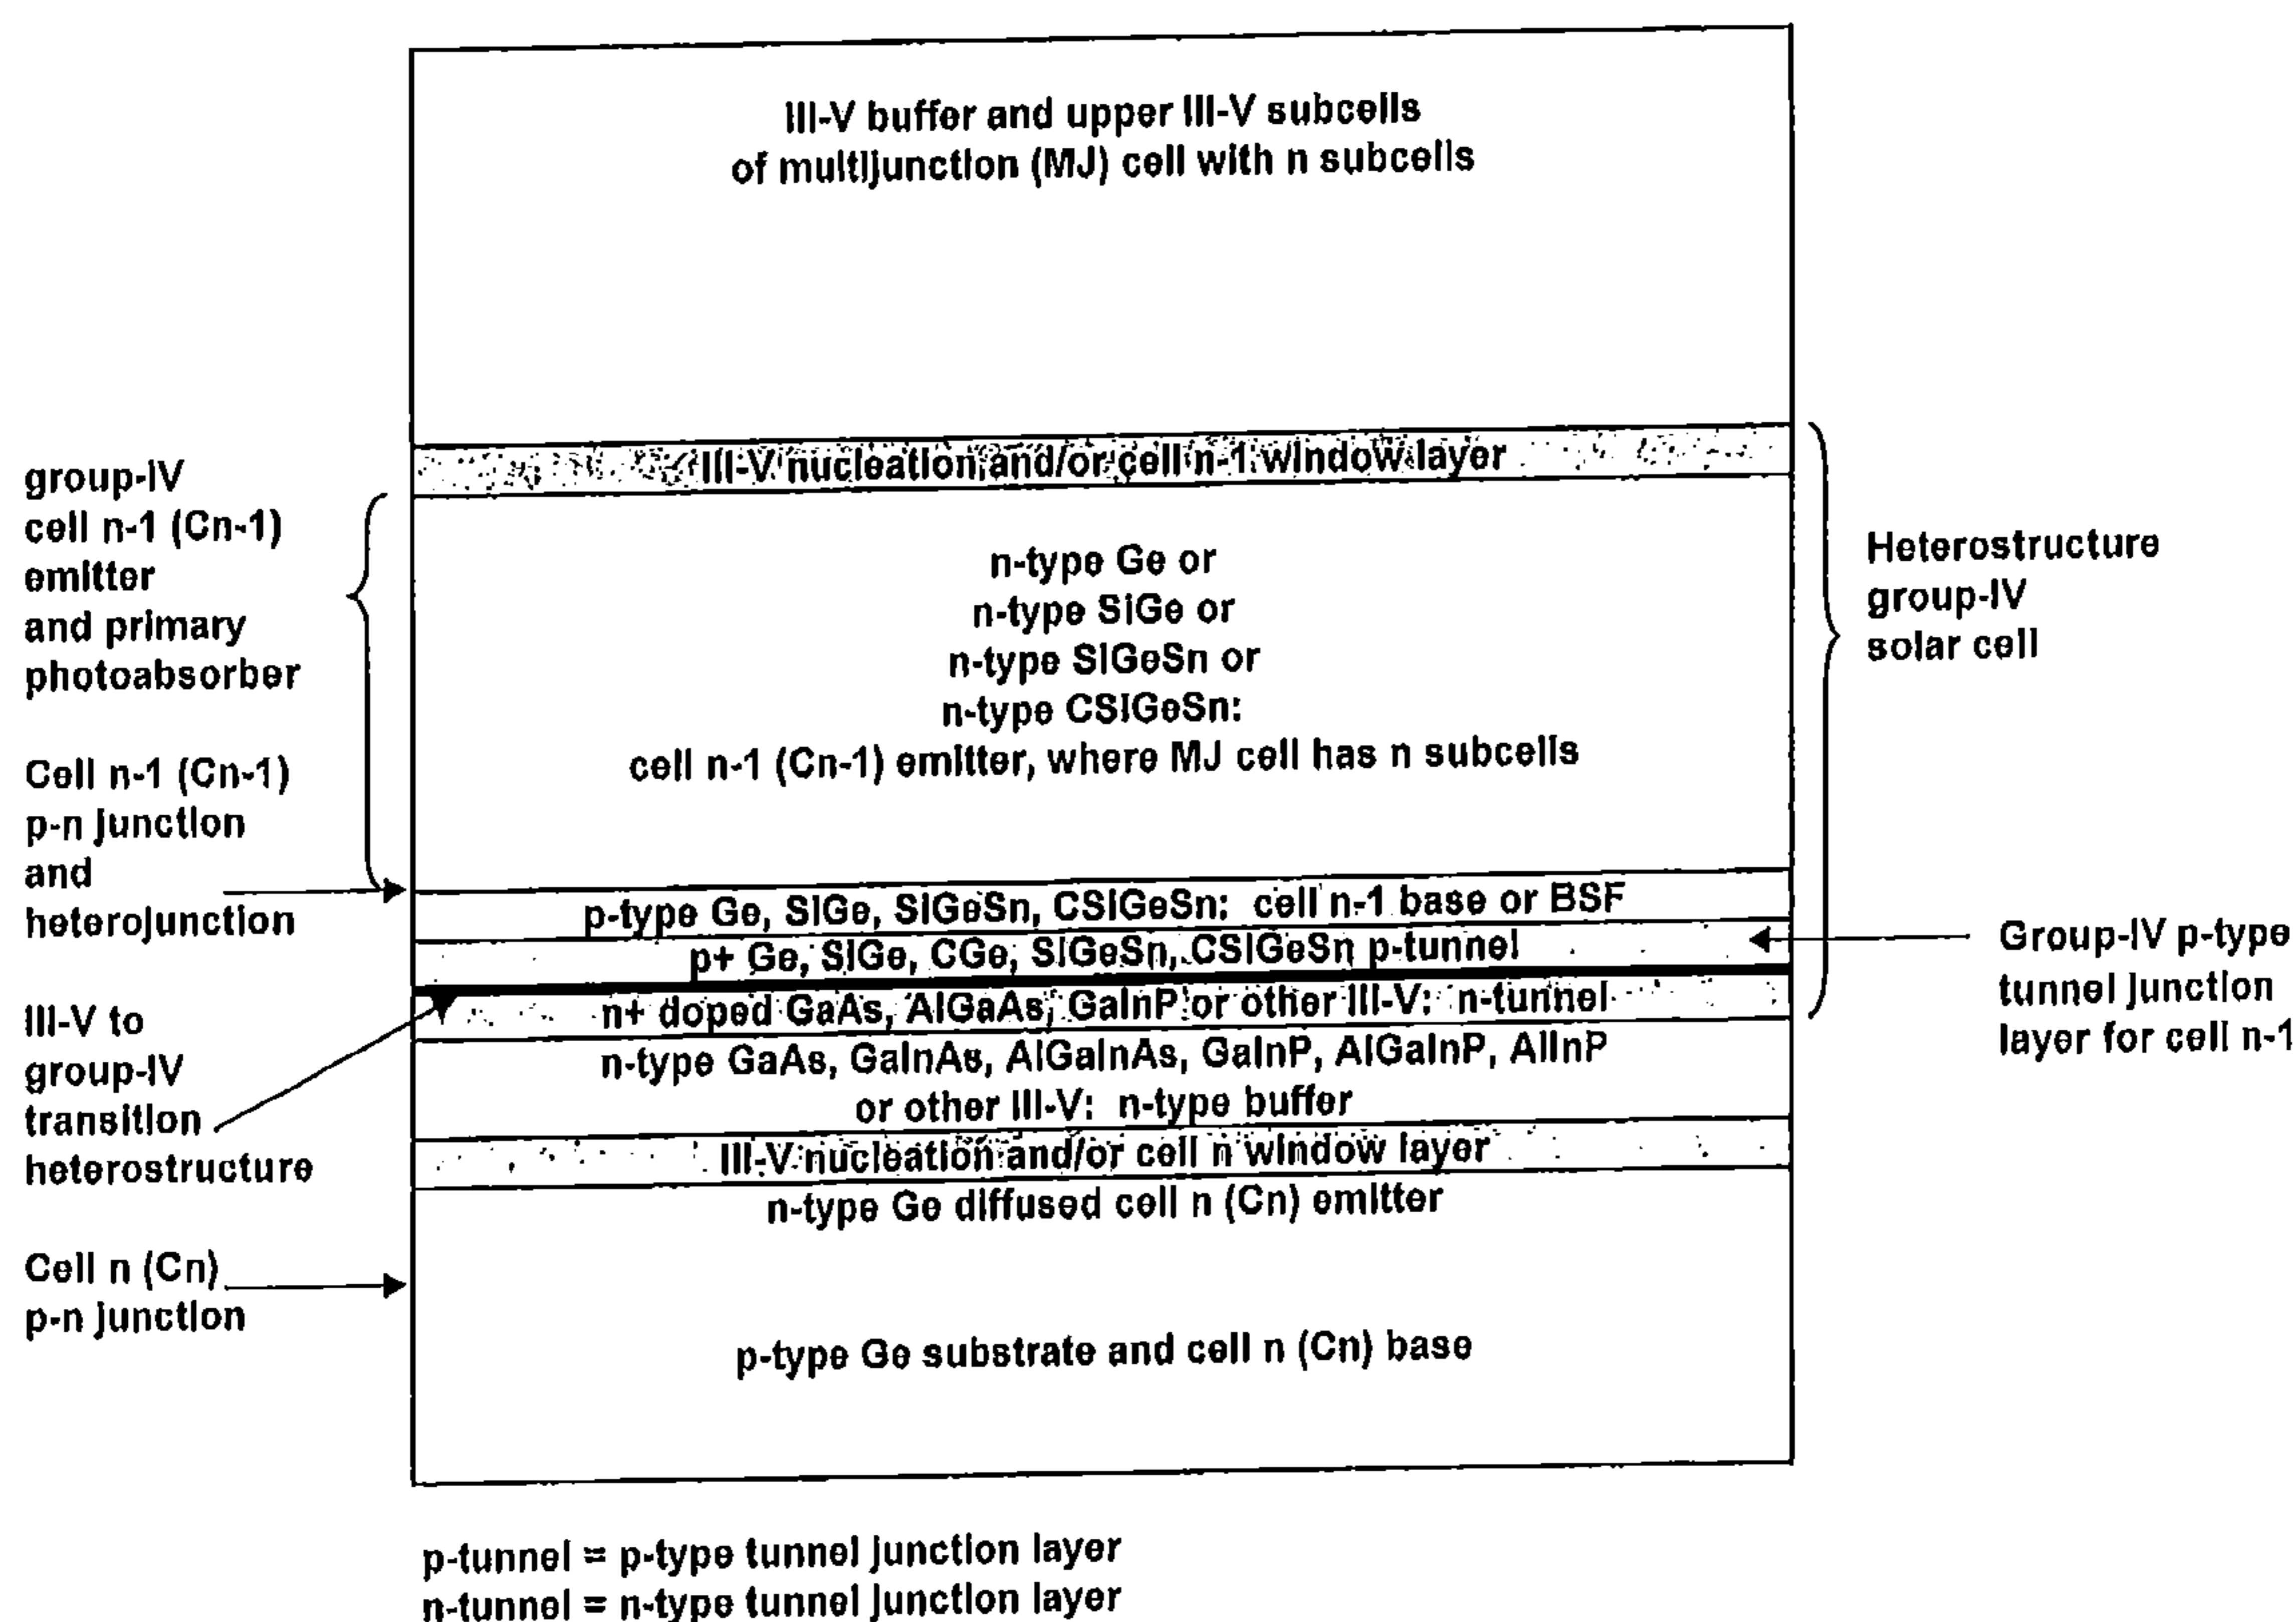 III-V buffer and upper III-V subcells
of multijunction (MJ) cell with n subcells
III-V nucleation and/or cell n-1 window layer
group-IV
cell n-1 (Cn-1)
emitter
and primary
photoabsorber
n-type Ge or
n-type SiGe or
n-type SiGeSn or
n-type CSiGeSn:
cell n-1 (Cn-1) emitter, where MJ cell has n subcells
Heterostructure
group-IV
solar cell
Cell n-1 (Cn-1)
p-n junction
and
heterojunction
p-type Ge, SiGe, SiGeSn, CSiGeSn: cell n-1 base or BSF
p+ Ge, SiGe, CGe, SiGeSn, CSiGeSn p-tunnel
Group-IV p-type
tunnel junction
layer for cell n-1
n+ doped GaAs, AlGaAs, GaInP or other III-V: n-tunnel
III-V to
group-IV
transition
heterostructure
n-type GaAs, GaInAs, AlGaInAs, GaInP, AlGaInP, AlInP
or other III-V: n-type buffer
III-V nucleation and/or cell n window layer
n-type Ge diffused cell n (Cn) emitter
Cell n (Cn)
p-n junction
p-type Ge substrate and cell n (Cn) base
p-tunnel = p-type tunnel junction layer
n-tunnel = n-type tunnel junction layer